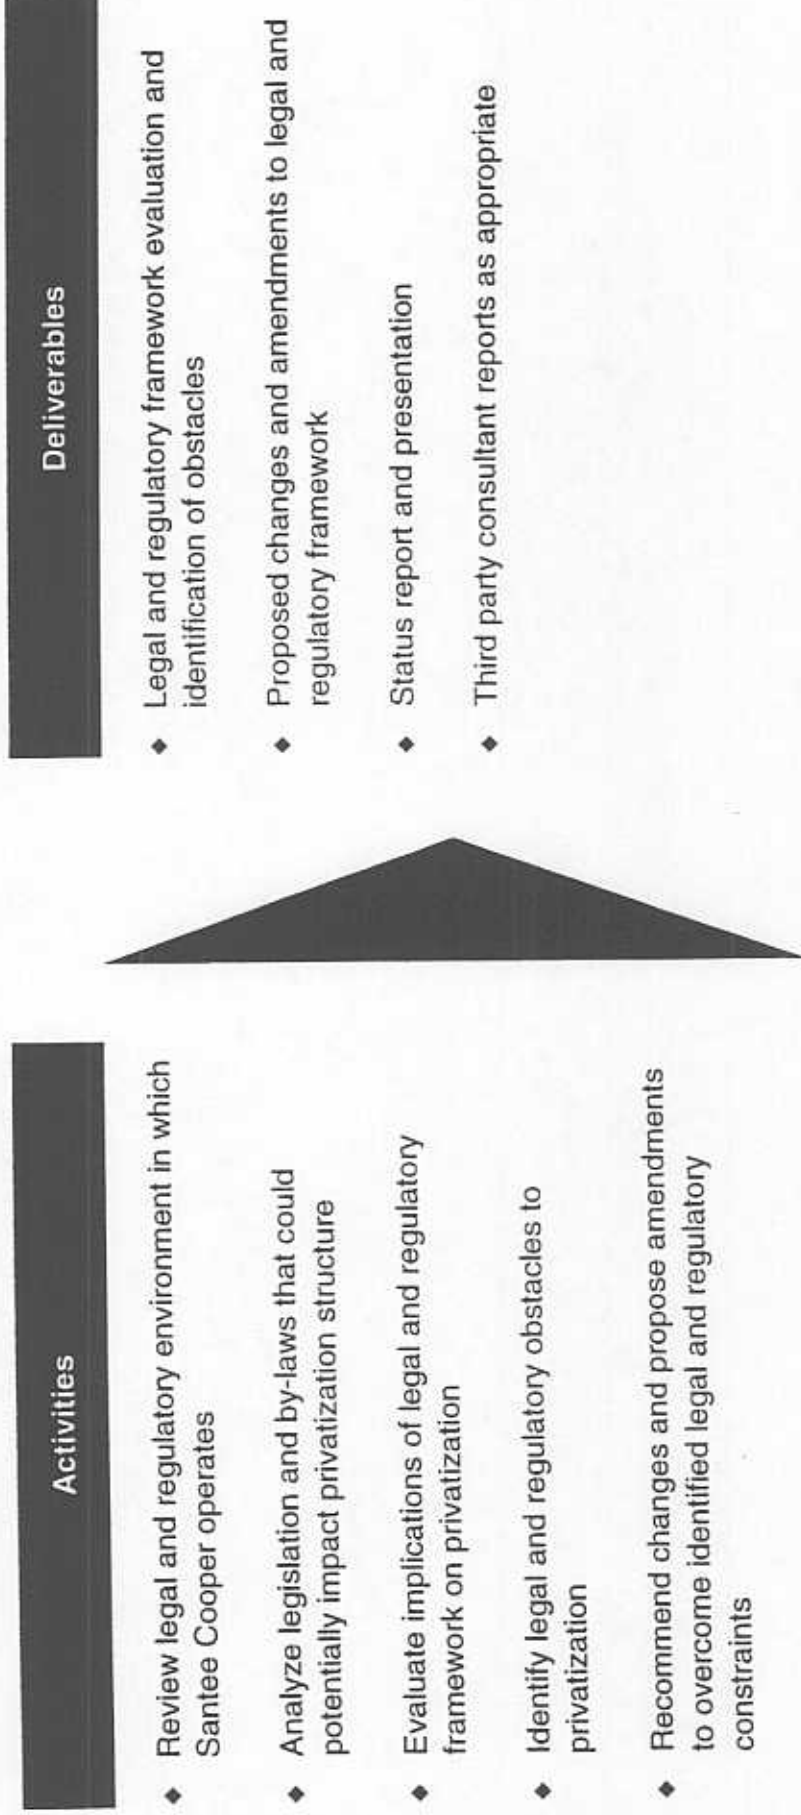 Activities
◆ Review legal and regulatory environment in which
Santee Cooper operates
◆ Analyze legislation and by-laws that could
potentially impact privatization structure
◆ Evaluate implications of legal and regulatory
framework on privatization
◆ Identify legal and regulatory obstacles to
privatization
◆ Recommend changes and propose amendments
to overcome identified legal and regulatory
constraints
Deliverables
◆ Legal and regulatory framework evaluation and
identification of obstacles
◆ Proposed changes and amendments to legal and
regulatory framework
◆ Status report and presentation
◆ Third party consultant reports as appropriate